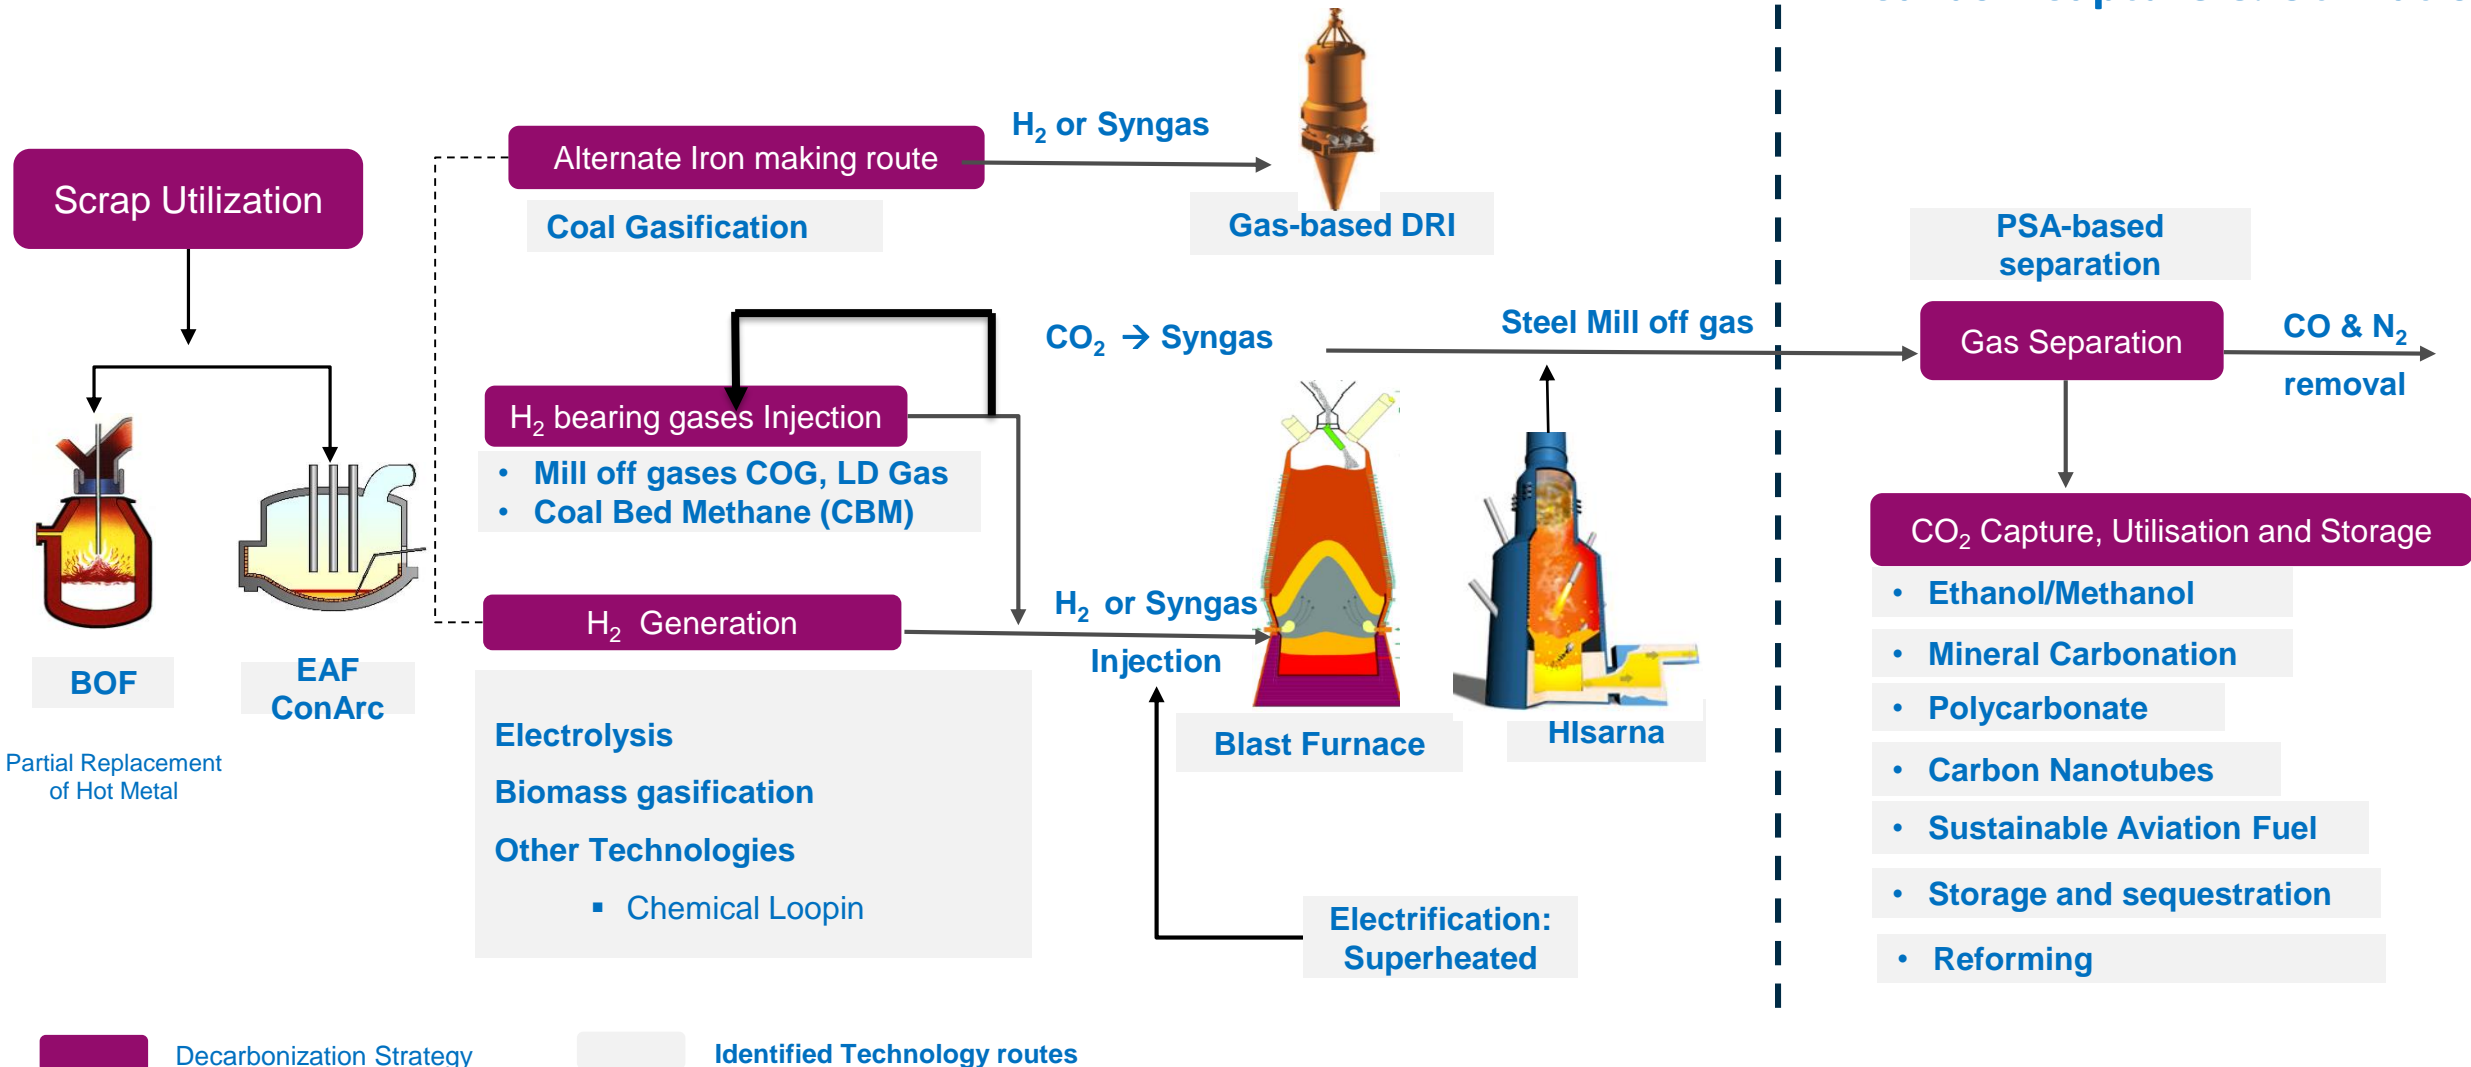 Scrap Utilization
BOF
EAF
ConArc
Partial Replacement
of Hot Metal
Alternate Iron making route
Coal Gasification
H₂ or Syngas
Gas-based DRI
CO₂ → Syngas
Steel Mill off gas
H₂ bearing gases Injection
• Mill off gases COG, LD Gas
• Coal Bed Methane (CBM)
H₂ Generation
Electrolysis
Biomass gasification
Other Technologies
▪ Chemical Loopin
H₂ or Syngas
Injection
Blast Furnace
HIsarna
Electrification:
Superheated
PSA-based
separation
Gas Separation
CO & N₂
removal
CO₂ Capture, Utilisation and Storage
• Ethanol/Methanol
• Mineral Carbonation
• Polycarbonate
• Carbon Nanotubes
• Sustainable Aviation Fuel
• Storage and sequestration
• Reforming
Decarbonization Strategy
Identified Technology routes